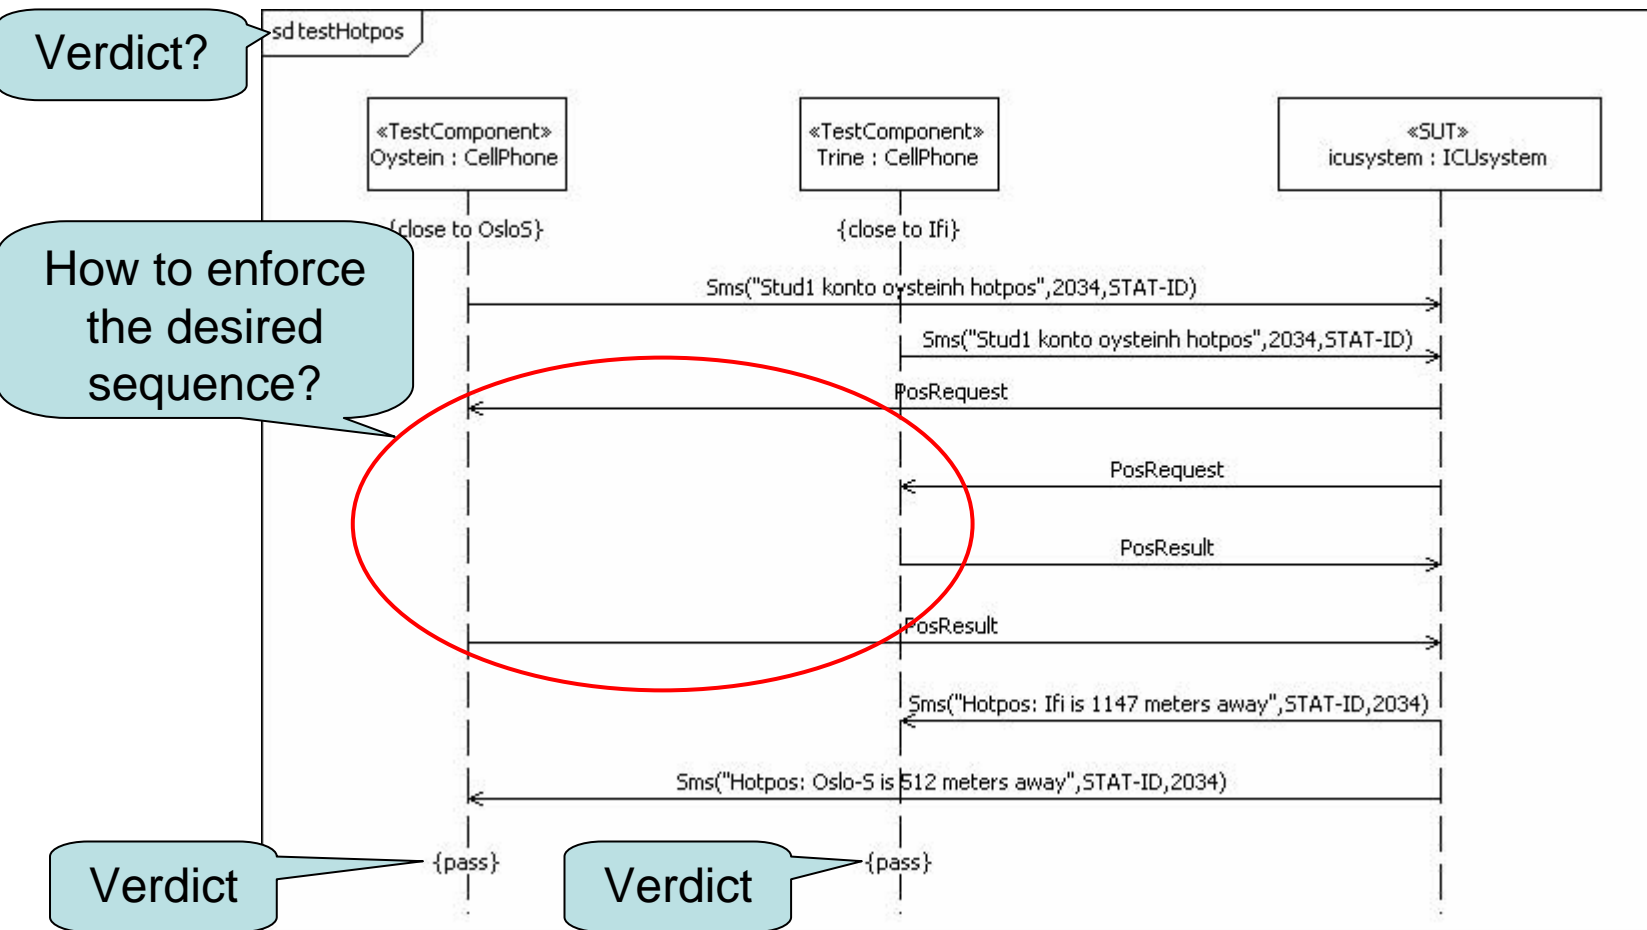 Verdict?
sd testHotpos
«TestComponent»
Oystein : CellPhone
«TestComponent»
Trine : CellPhone
«SUT»
icusystem : ICUsystem
{close to OsloS}
{close to Ifi}
How to enforce
the desired
sequence?
Sms("Stud1 konto oysteinh hotpos",2034,STAT-ID)
Sms("Stud1 konto oysteinh hotpos",2034,STAT-ID)
PosRequest
PosRequest
PosResult
PosResult
Sms("Hotpos: Ifi is 1147 meters away",STAT-ID,2034)
Sms("Hotpos: Oslo-S is 512 meters away",STAT-ID,2034)
{pass}
{pass}
Verdict
Verdict